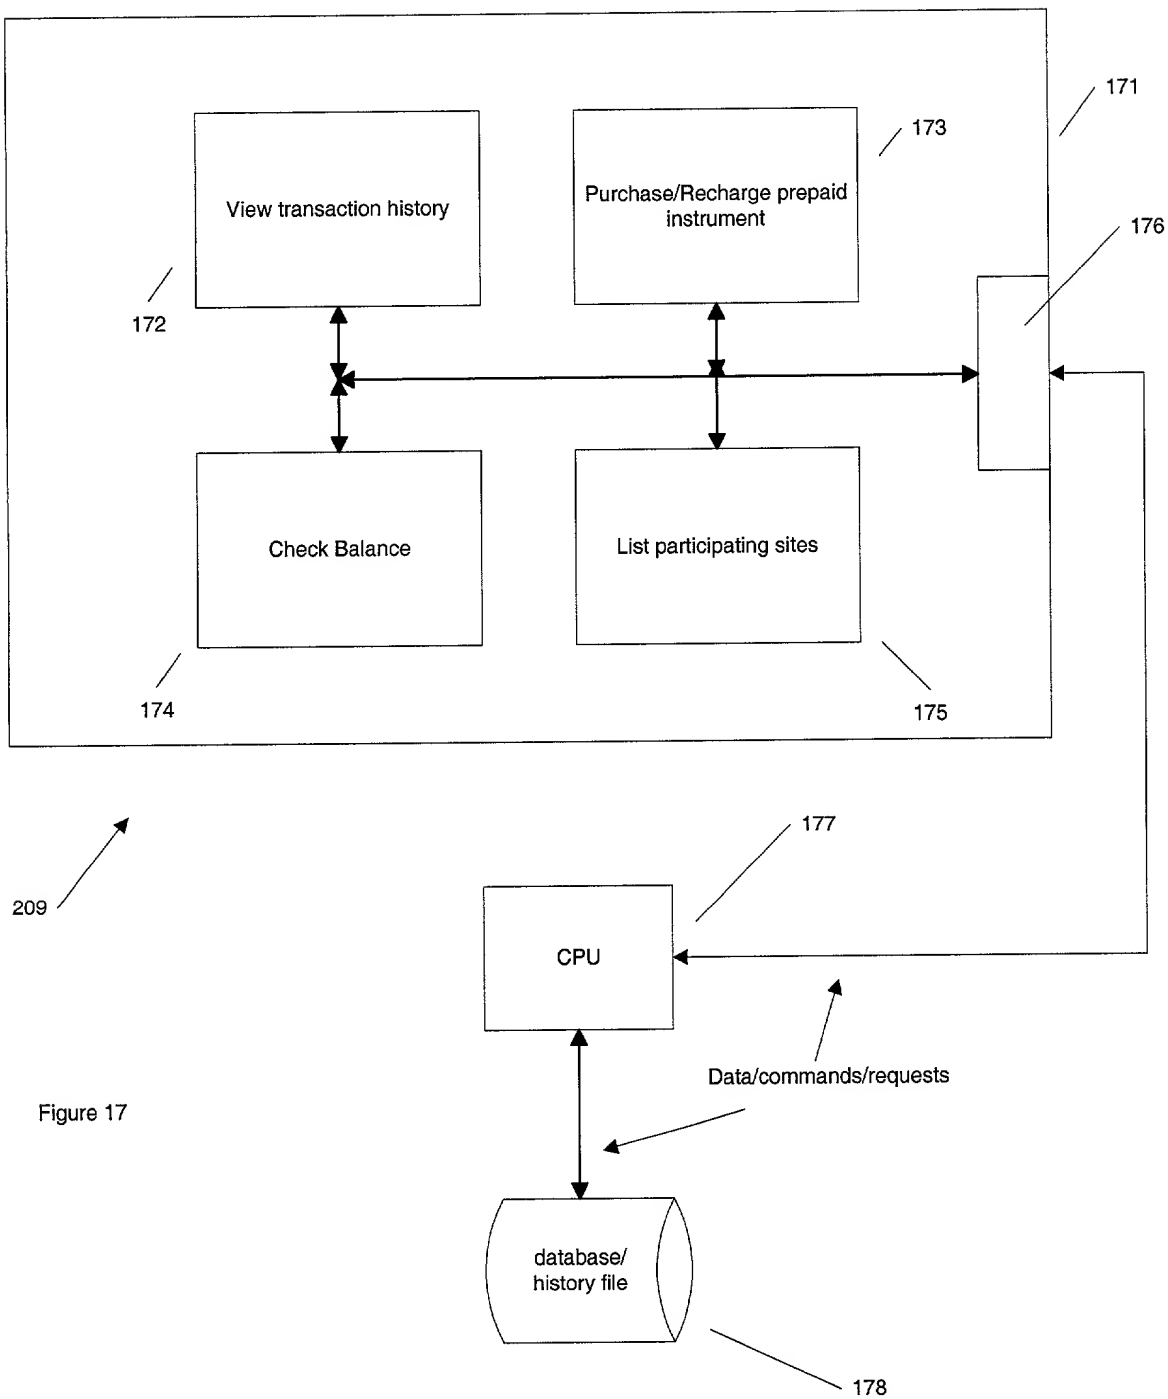 171
173
View transaction history
Purchase/Recharge prepaid
instrument
176
172
Check Balance
List participating sites
174
175
177
209
CPU
Data/commands/requests
Figure 17
database/
history file
178